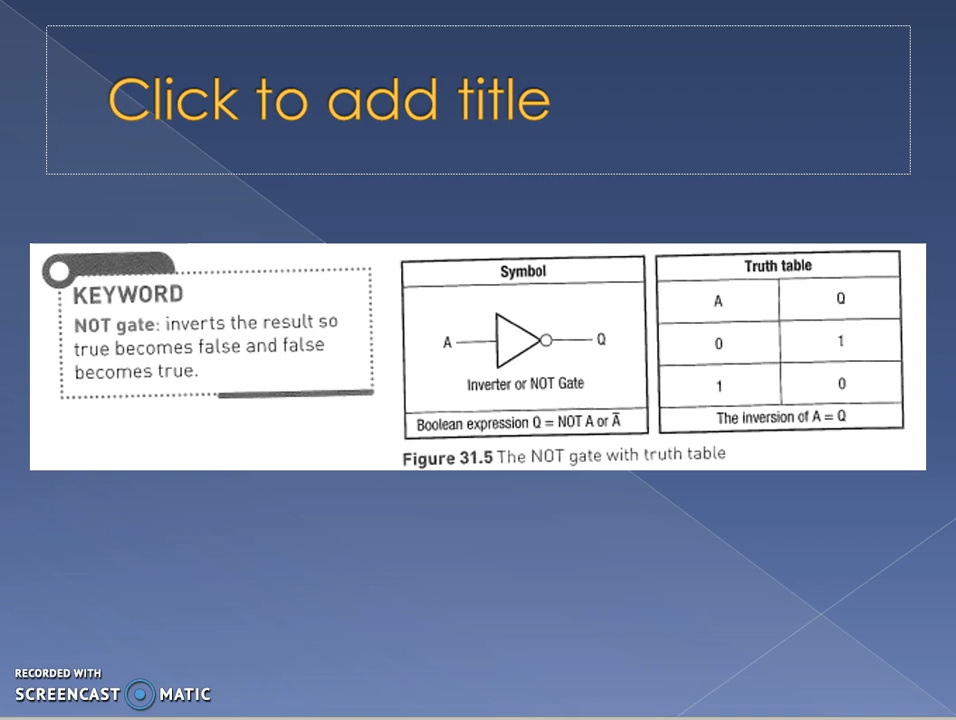 Click to add title
KEYWORD
NOT gate: inverts the result so
true becomes false and false
becomes true.
Symbol
A
Q
Inverter or NOT Gate
Boolean expression Q = NOT A or A̅
Truth table
A Q
0 1
1 0
The inversion of A = Q
Figure 31.5 The NOT gate with truth table
RECORDED WITH
SCREENCAST MATIC